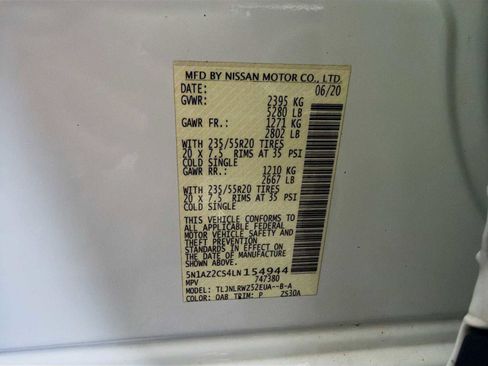 MFD BY NISSAN MOTOR CO., LTD.
DATE: 06/20
GVWR: 2395 KG
5280 LB
GAWR FR.: 1271 KG
2802 LB
WITH 235/55R20 TIRES
20 X 7.5 RIMS AT 35 PSI
COLD SINGLE
GAWR RR.: 1210 KG
2667 LB
WITH 235/55R20 TIRES
20 X 7.5 RIMS AT 35 PSI
COLD SINGLE
THIS VEHICLE CONFORMS TO
ALL APPLICABLE FEDERAL
MOTOR VEHICLE SAFETY
AND THEFT PREVENTION
STANDARDS IN EFFECT ON
THE DATE OF MANUFACTURE
SHOWN ABOVE.
5N1AZ2CS4LN154944
MPV 747380
MODEL: TLJNLRWZ52EUA--B-A
COLOR: QAB TRIM: P ZS30A